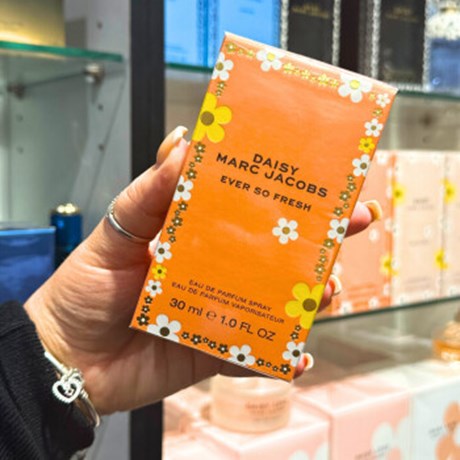 DAISY
MARC JACOBS
EVER SO FRESH
EAU DE PARFUM SPRAY
EAU DE PARFUM VAPORISATEUR
30 ml ℮ 1.0 FL OZ